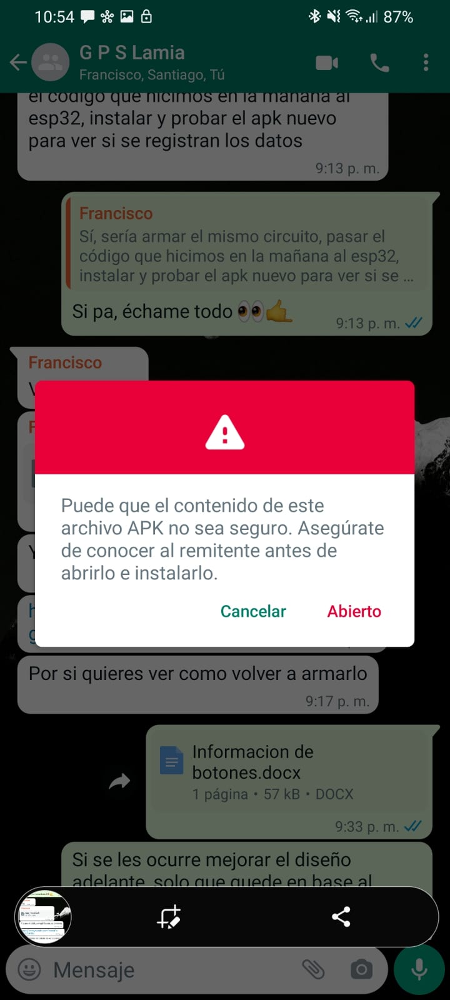 10:54
87%
G P S Lamia
Francisco, Santiago, Tú
el código que hicimos en la mañana al
esp32, instalar y probar el apk nuevo
para ver si se registran los datos
9:13 p. m.
Francisco
Sí, sería armar el mismo circuito, pasar el
código que hicimos en la mañana al esp32,
instalar y probar el apk nuevo para ver si se ...
Si pa, échame todo 👀🤙
9:13 p. m.
Francisco
Puede que el contenido de este
archivo APK no sea seguro. Asegúrate
de conocer al remitente antes de
abrirlo e instalarlo.
Cancelar
Abierto
Por si quieres ver como volver a armarlo
9:17 p. m.
Informacion de
botones.docx
1 página • 57 kB • DOCX
9:33 p. m.
Si se les ocurre mejorar el diseño
adelante, solo que quede en base al
Mensaje